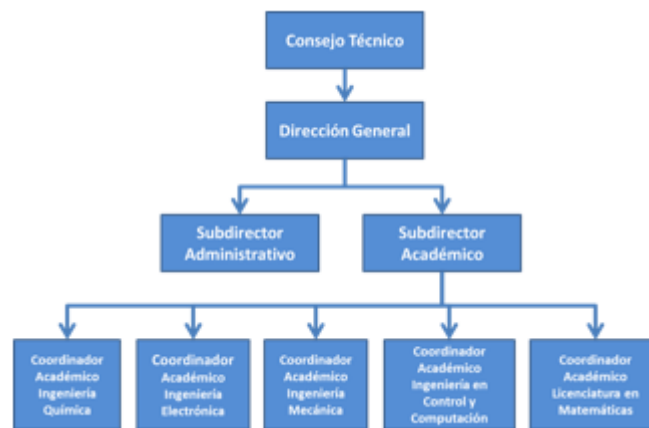 Consejo Técnico
Dirección General
Subdirector
Administrativo
Subdirector
Académico
Coordinador
Académico
Ingeniería
Química
Coordinador
Académico
Ingeniería
Electrónica
Coordinador
Académico
Ingeniería
Mecánica
Coordinador
Académico
Ingeniería en
Control y
Computación
Coordinador
Académico
Licenciatura en
Matemáticas